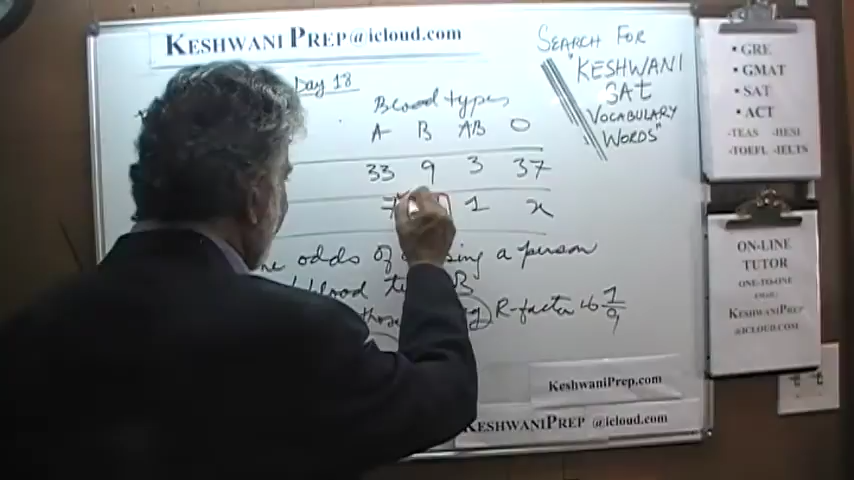 KESHWANI PREP @icloud.com
Day 18
Blood types
A B AB O
33 9 3 37
1 x
odds of a person
blood B
R-factor is 1/9
SEARCH FOR
"KESHWANI
SAT
VOCABULARY
WORDS"
• GRE
• GMAT
• SAT
• ACT
-TEAS -HESI
-TOEFL -IELTS
ON-LINE
TUTOR
ONE-TO-ONE
KESHWANIPREP
@ICLOUD.COM
KESHWANIPREP.COM
KESHWANIPREP @icloud.com